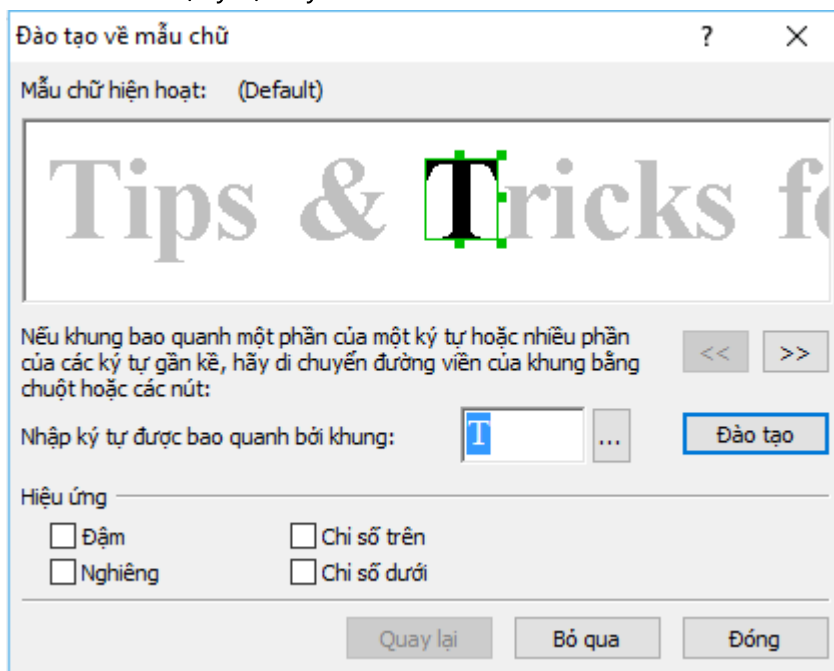 Đào tạo về mẫu chữ ? X
Mẫu chữ hiện hoạt: (Default)
Tips & Tricks f
Nếu khung bao quanh một phần của một ký tự hoặc nhiều phần
của các ký tự gần kề, hãy di chuyển đường viền của khung bằng
chuột hoặc các nút:
<< >>
Nhập ký tự được bao quanh bởi khung: T ... Đào tạo
Hiệu ứng
Đậm Chỉ số trên
Nghiêng Chỉ số dưới
Quay lại Bỏ qua Đóng